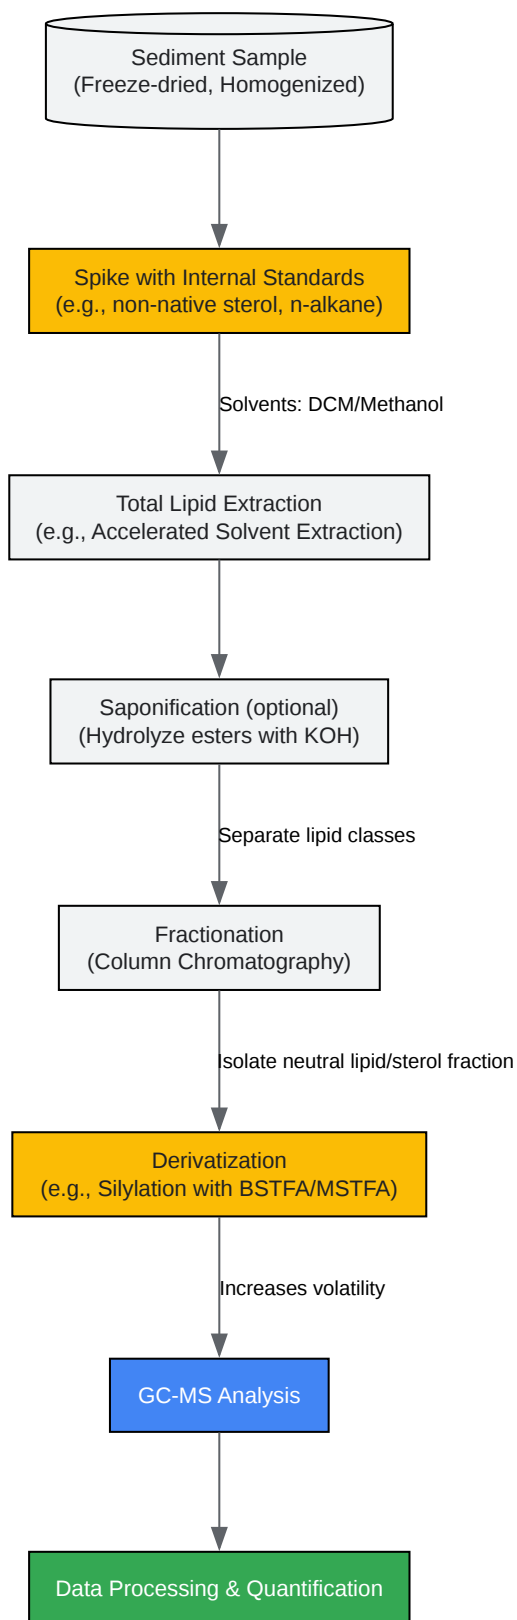 Sediment Sample
(Freeze-dried, Homogenized)
Spike with Internal Standards
(e.g., non-native sterol, n-alkane)
Solvents: DCM/Methanol
Total Lipid Extraction
(e.g., Accelerated Solvent Extraction)
Saponification (optional)
(Hydrolyze esters with KOH)
Separate lipid classes
Fractionation
(Column Chromatography)
Isolate neutral lipid/sterol fraction
Derivatization
(e.g., Silylation with BSTFA/MSTFA)
Increases volatility
GC-MS Analysis
Data Processing & Quantification